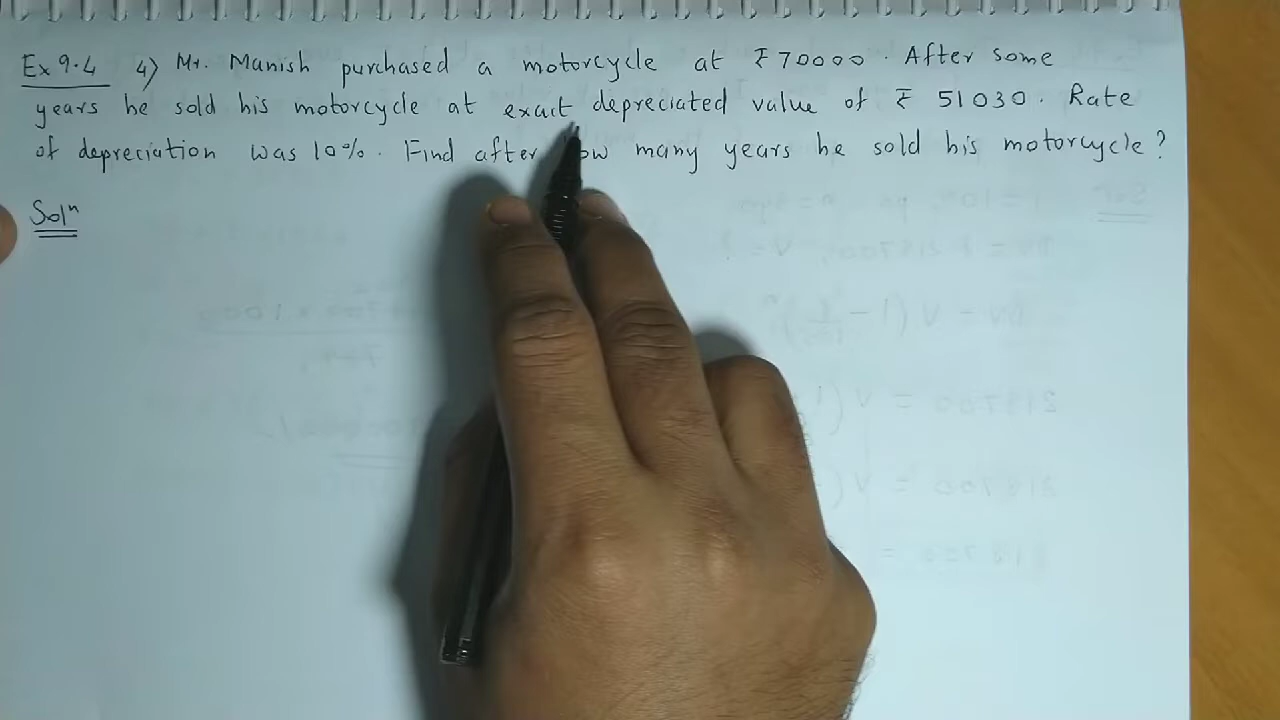 Ex 9.4 4) Mr. Manish purchased a motorcycle at ₹70000. After some
years he sold his motorcycle at exact depreciated value of ₹ 51030. Rate
of depreciation was 10%. Find after how many years he sold his motorcycle?
Solⁿ